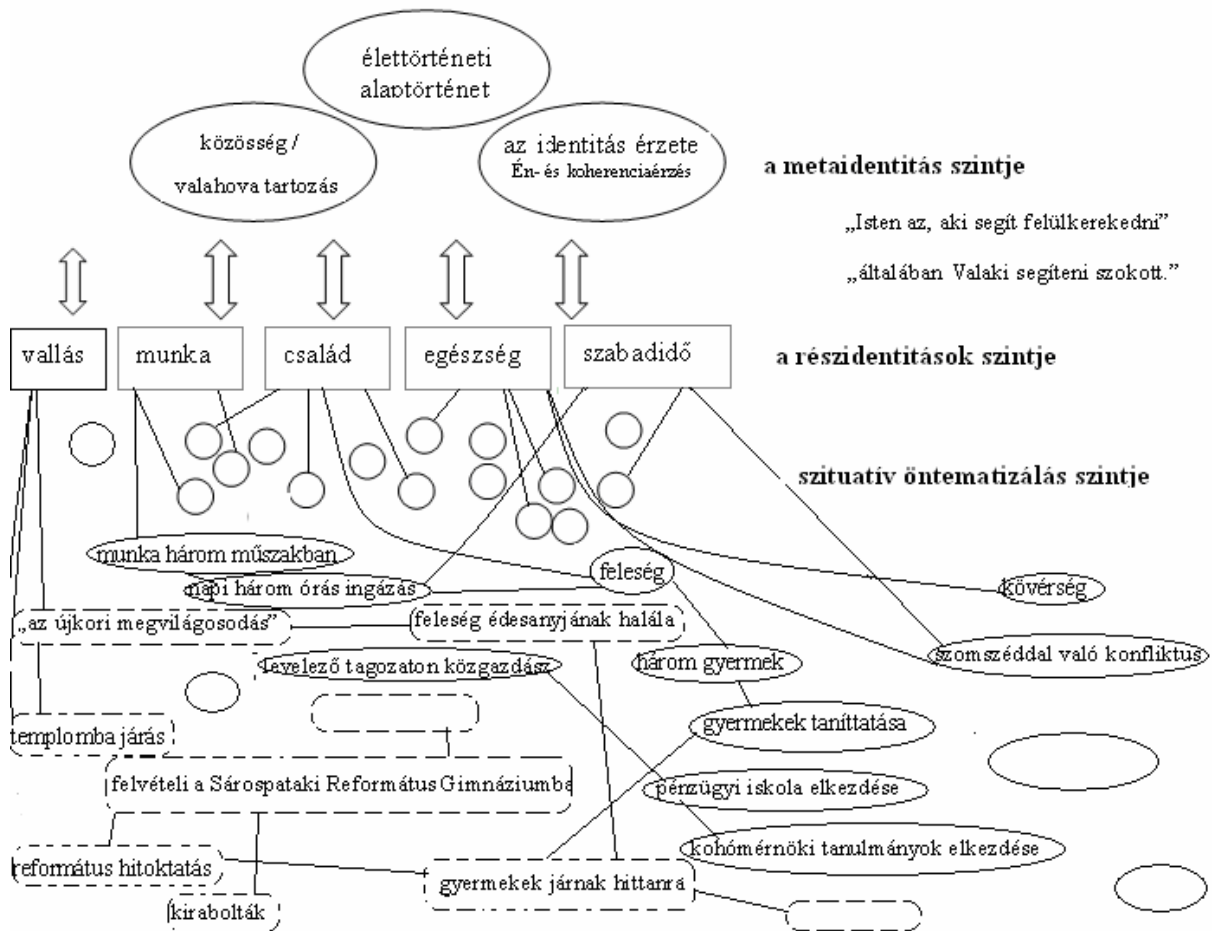 élettörténeti
alaptörténet
közösség /
valahova tartozás
az identitás érzete
Én- és koherenciaérzés
a metaidentitás szintje
„Isten az, aki segít felülkerekedni”
„általában Valaki segíteni szokott.”
vallás
munka
család
egészség
szabadidő
a részidentitások szintje
szituatív öntematizálás szintje
munka három műszakban
napi három órás ingázás
feleség
kövérség
„az újkori megvilágosodás”
feleség édesanyjának halála
levelező tagozaton közgazdász
három gyermek
szomszéddal való konfliktus
templomba járás
gyermekek taníttatása
felvételi a Sárospataki Református Gimnáziumba
pénzügyi iskola elkezdése
kohómérnöki tanulmányok elkezdése
református hitoktatás
gyermekek járnak hittanra
kirabolták